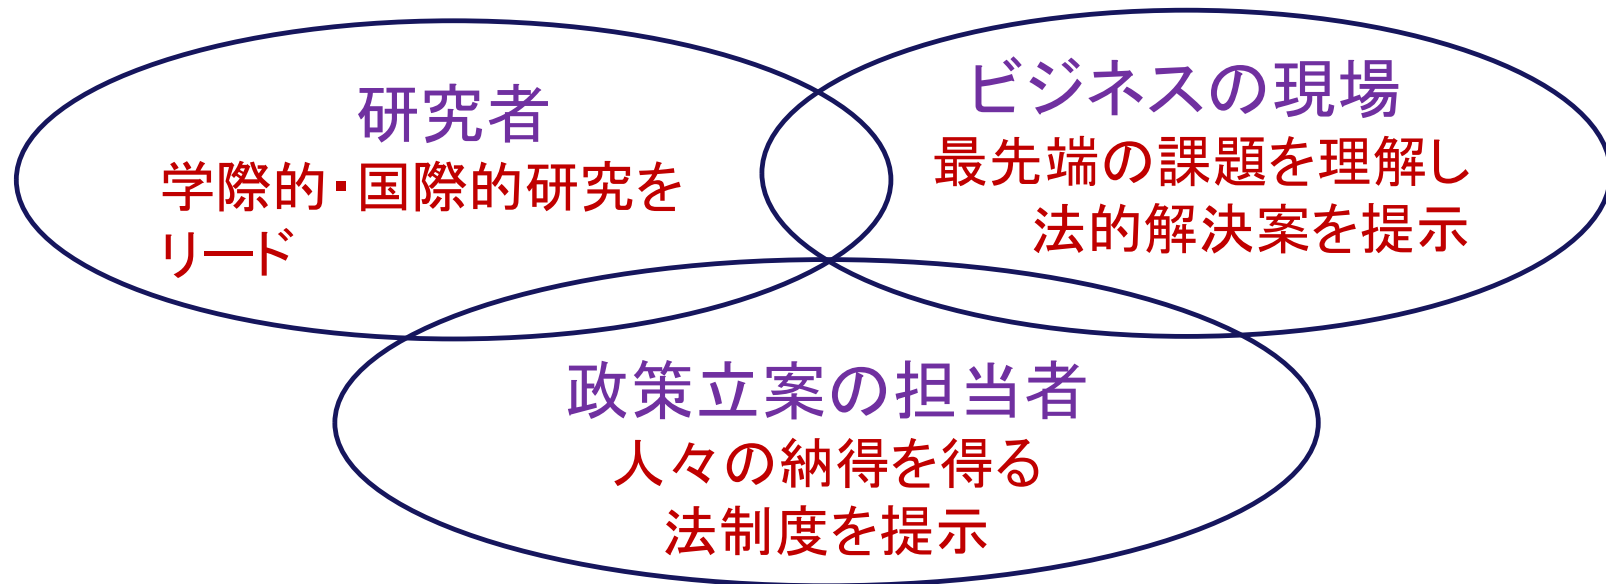 研究者
学際的・国際的研究を
リード
ビジネスの現場
最先端の課題を理解し
法的解決案を提示
政策立案の担当者
人々の納得を得る
法制度を提示